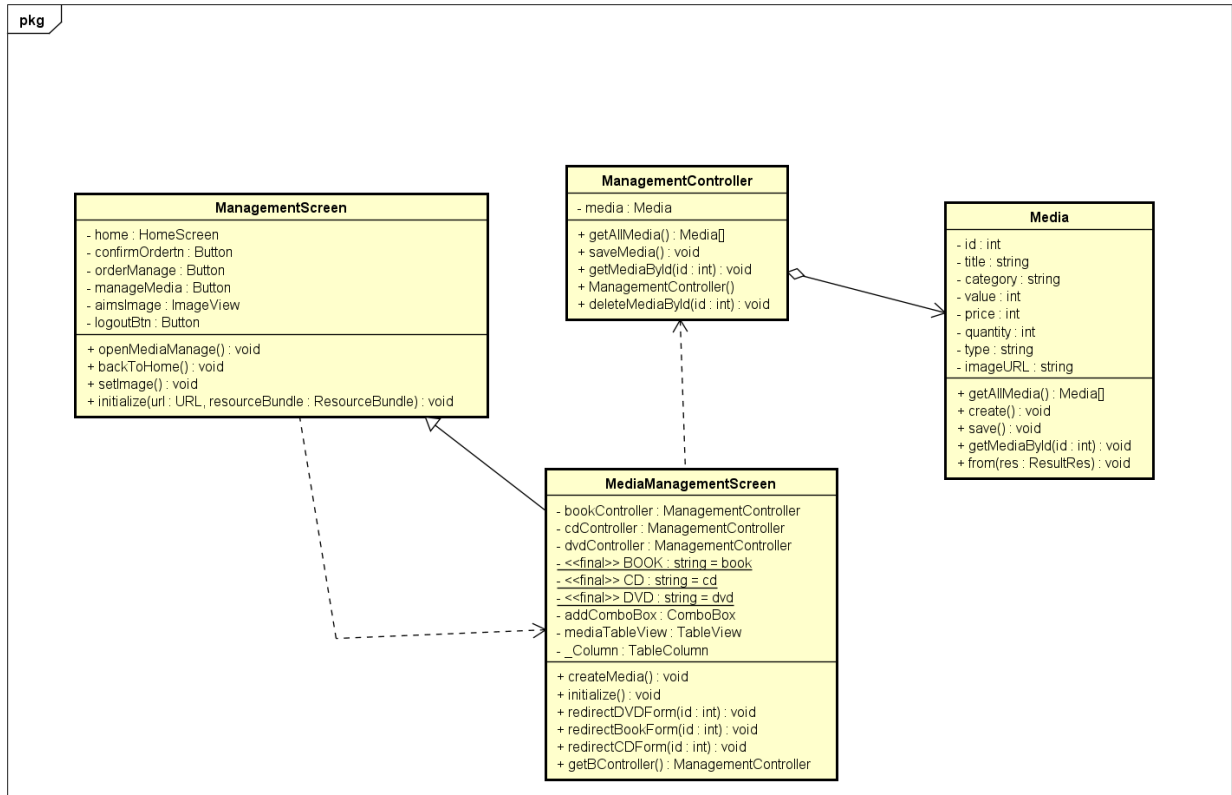 pkg
ManagementScreen
- home : HomeScreen
- confirmOrdertn : Button
- orderManage : Button
- manageMedia : Button
- aimsImage : ImageView
- logoutBtn : Button
+ openMediaManage() : void
+ backToHome() : void
+ setImage() : void
+ initialize(url : URL, resourceBundle : ResourceBundle) : void
ManagementController
- media : Media
+ getAllMedia() : Media[]
+ saveMedia() : void
+ getMediaById(id : int) : void
+ ManagementController()
+ deleteMediaById(id : int) : void
Media
- id : int
- title : string
- category : string
- value : int
- price : int
- quantity : int
- type : string
- imageURL : string
+ getAllMedia() : Media[]
+ create() : void
+ save() : void
+ getMediaById(id : int) : void
+ from(res : ResultRes) : void
MediaManagementScreen
- bookController : ManagementController
- cdController : ManagementController
- dvdController : ManagementController
- <<final>> BOOK : string = book
- <<final>> CD : string = cd
- <<final>> DVD : string = dvd
- addComboBox : ComboBox
- mediaTableView : TableView
- _Column : TableColumn
+ createMedia() : void
+ initialize() : void
+ redirectDVDForm(id : int) : void
+ redirectBookForm(id : int) : void
+ redirectCDForm(id : int) : void
+ getBController() : ManagementController